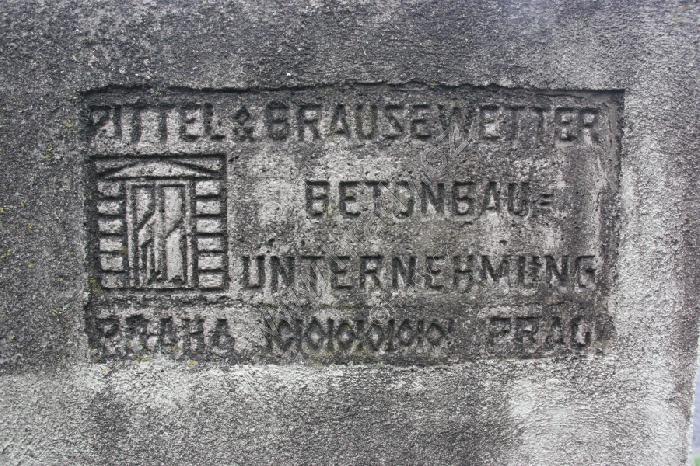 PITTEL & BRAUSEWETTER
BETONBAU=
UNTERNEHMUNG
PRAHA PRAG